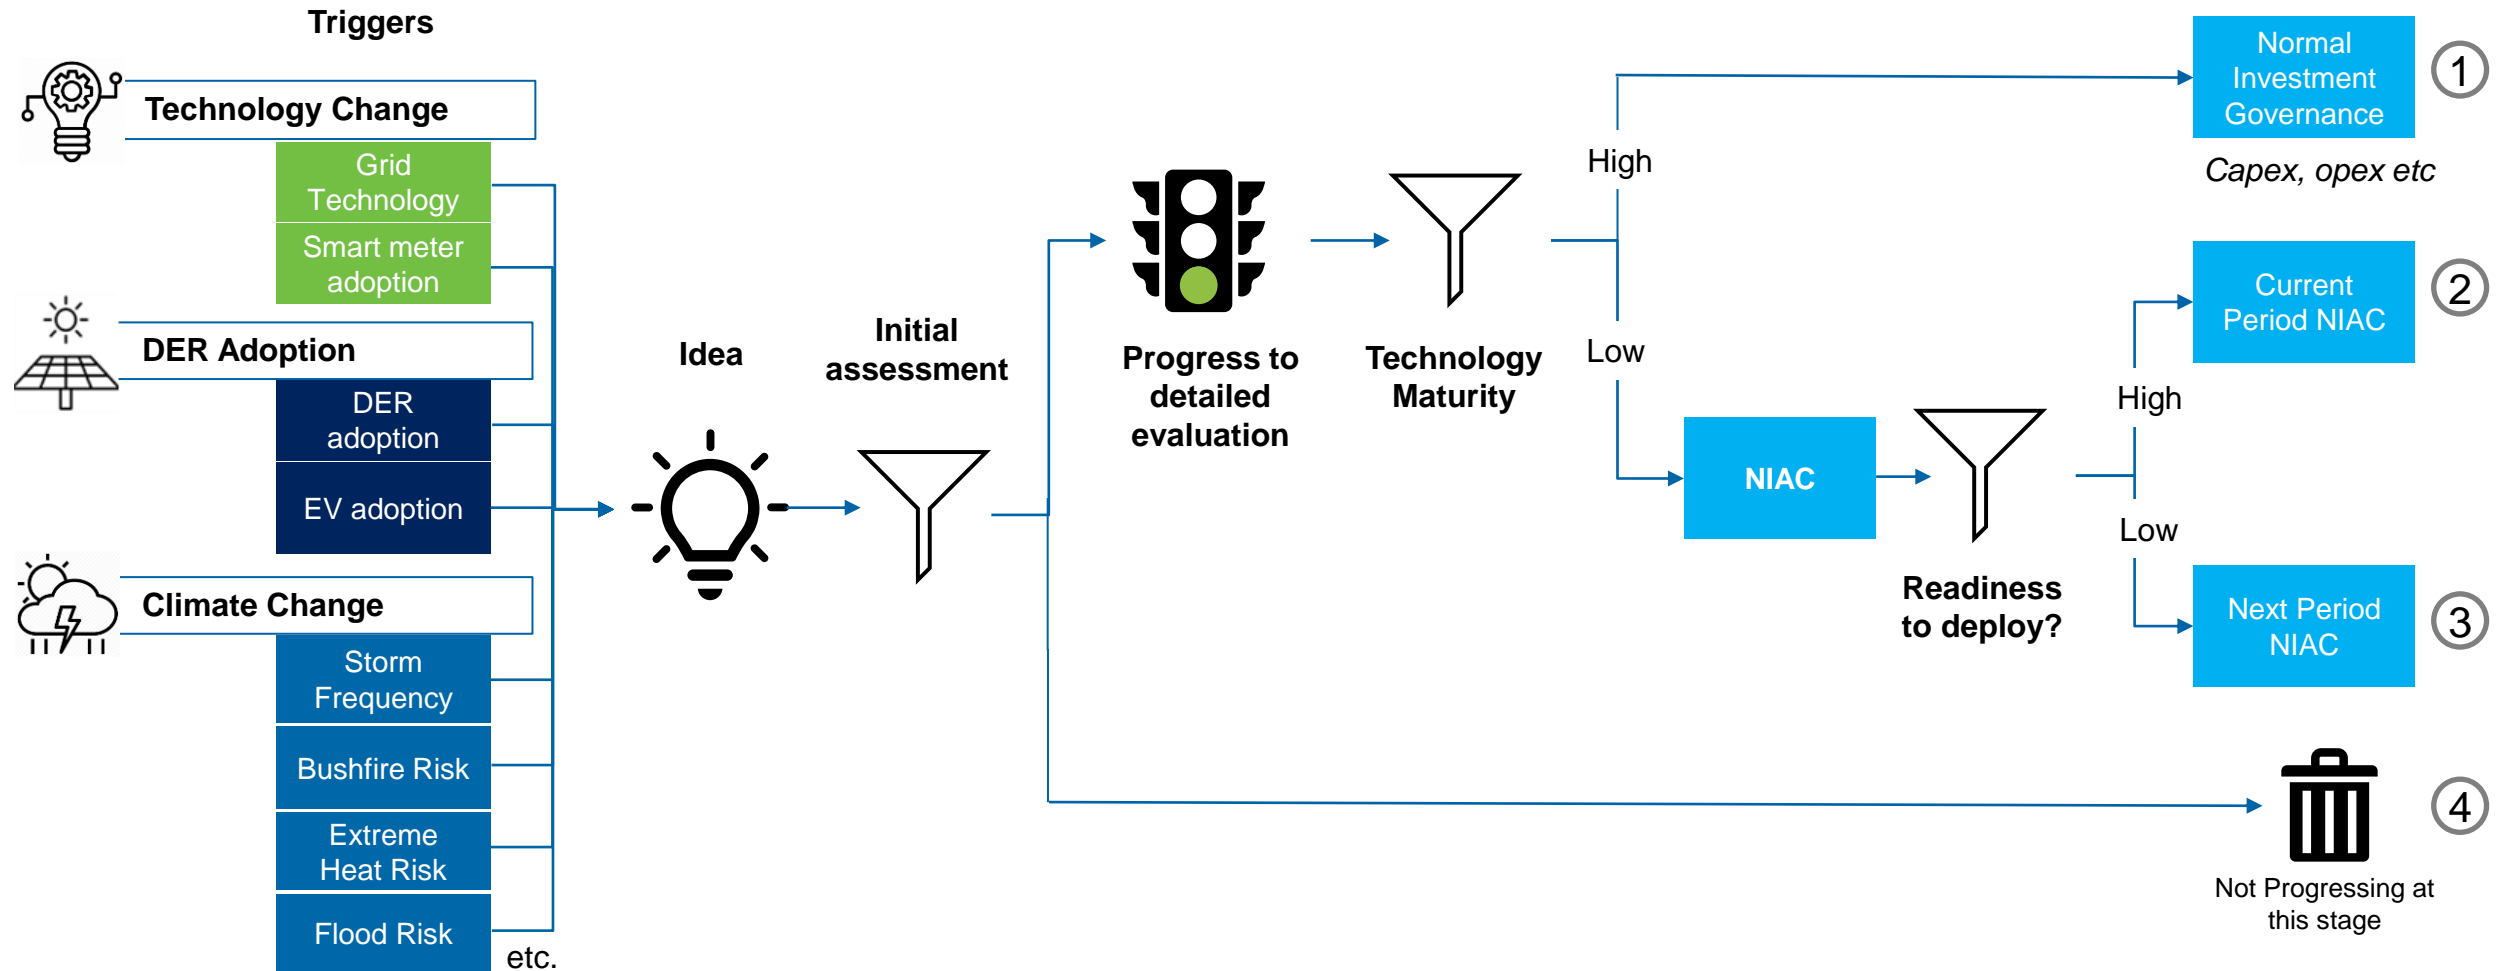 Triggers
Technology Change
Grid
Technology
Smart meter
adoption
DER Adoption
DER
adoption
EV adoption
Climate Change
Storm
Frequency
Bushfire Risk
Extreme
Heat Risk
Flood Risk
etc.
Idea
Initial
assessment
Progress to
detailed
evaluation
Technology
Maturity
High
Low
NIAC
Readiness
to deploy?
High
Low
Normal
Investment
Governance
1
Capex, opex etc
Current
Period NIAC
2
Next Period
NIAC
3
4
Not Progressing at
this stage